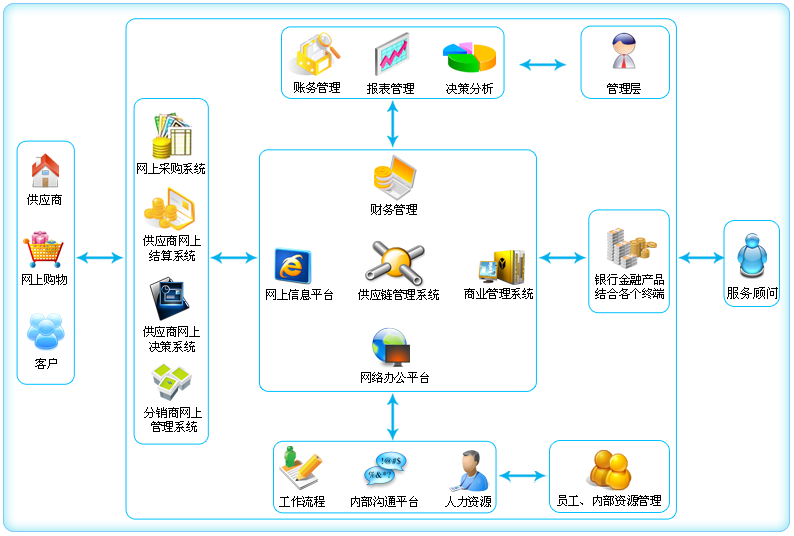 账务管理
报表管理
决策分析
管理层
供应商
网上购物
客户
网上采购系统
供应商网上
结算系统
供应商网上
决策系统
分销商网上
管理系统
财务管理
网上信息平台
供应链管理系统
商业管理系统
网络办公平台
银行金融产品
结合各个终端
服务顾问
工作流程
!@#$
%&*?
内部沟通平台
人力资源
员工、内部资源管理